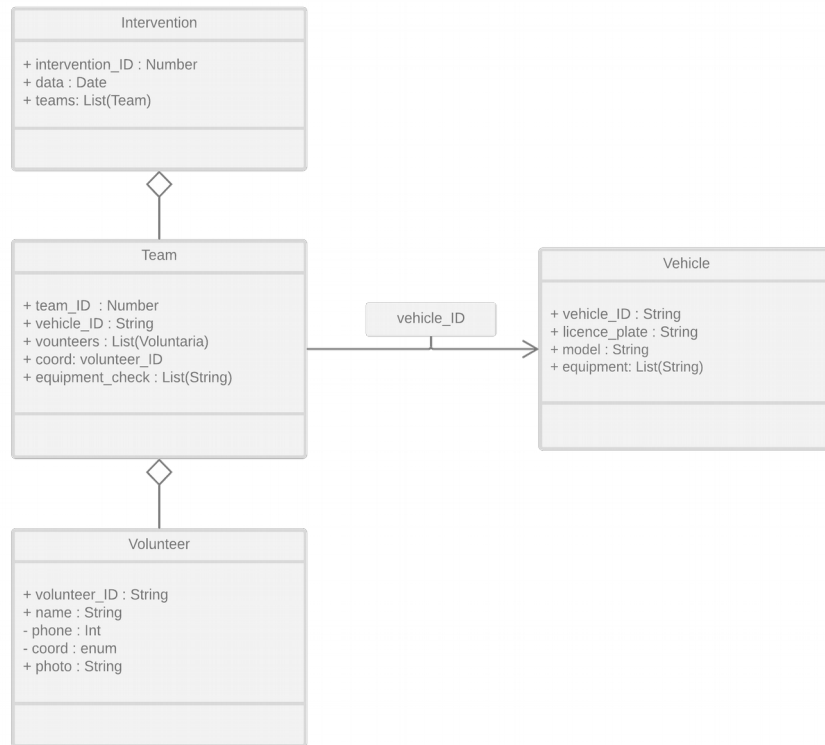 Intervention
+ intervention_ID : Number
+ data : Date
+ teams: List(Team)
Team
+ team_ID  : Number
+ vehicle_ID : String
+ vounteers : List(Voluntaria)
+ coord: volunteer_ID
+ equipment_check : List(String)
vehicle_ID
Vehicle
+ vehicle_ID : String
+ licence_plate : String
+ model : String
+ equipment: List(String)
Volunteer
+ volunteer_ID : String
+ name : String
- phone : Int
- coord : enum
+ photo : String